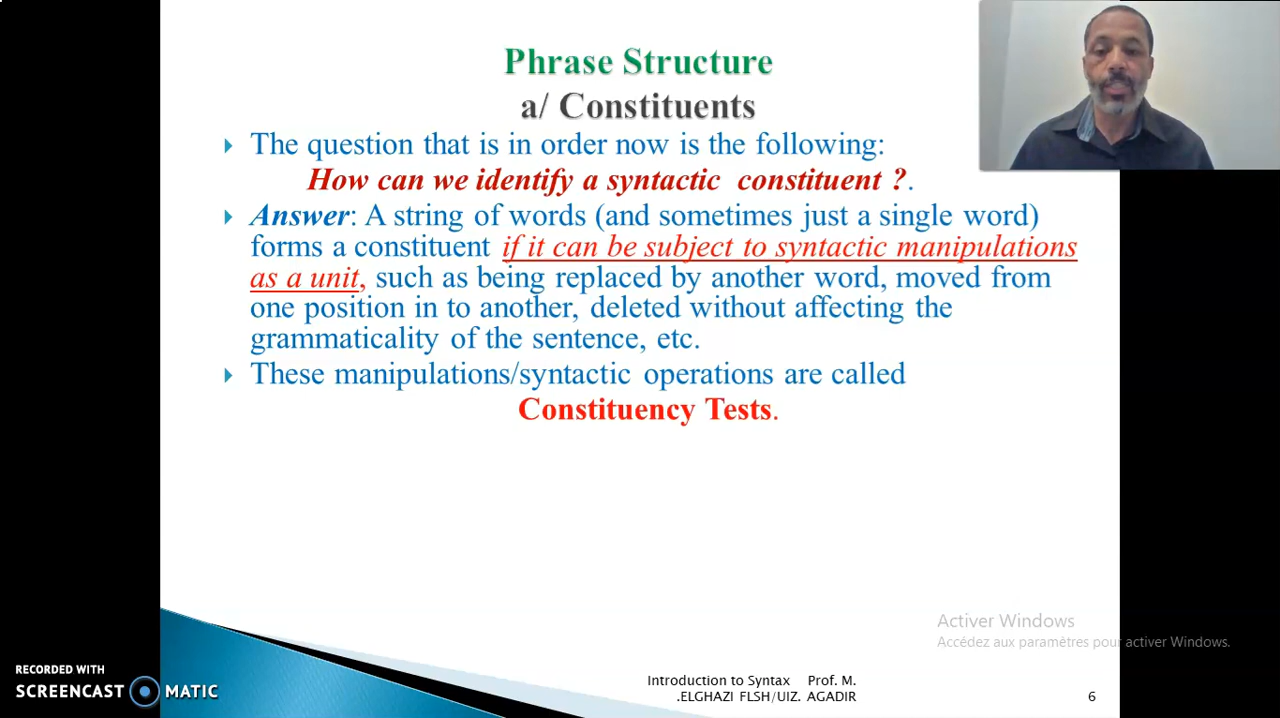 Phrase Structure
a/ Constituents
The question that is in order now is the following:
How can we identify a syntactic constituent ?.
Answer: A string of words (and sometimes just a single word)
forms a constituent if it can be subject to syntactic manipulations
as a unit, such as being replaced by another word, moved from
one position in to another, deleted without affecting the
grammaticality of the sentence, etc.
These manipulations/syntactic operations are called
Constituency Tests.
Activer Windows
Accédez aux paramètres pour activer Windows.
RECORDED WITH
SCREENCAST MATIC
Introduction to Syntax Prof. M.
.ELGHAZI FLSH/UIZ. AGADIR
6